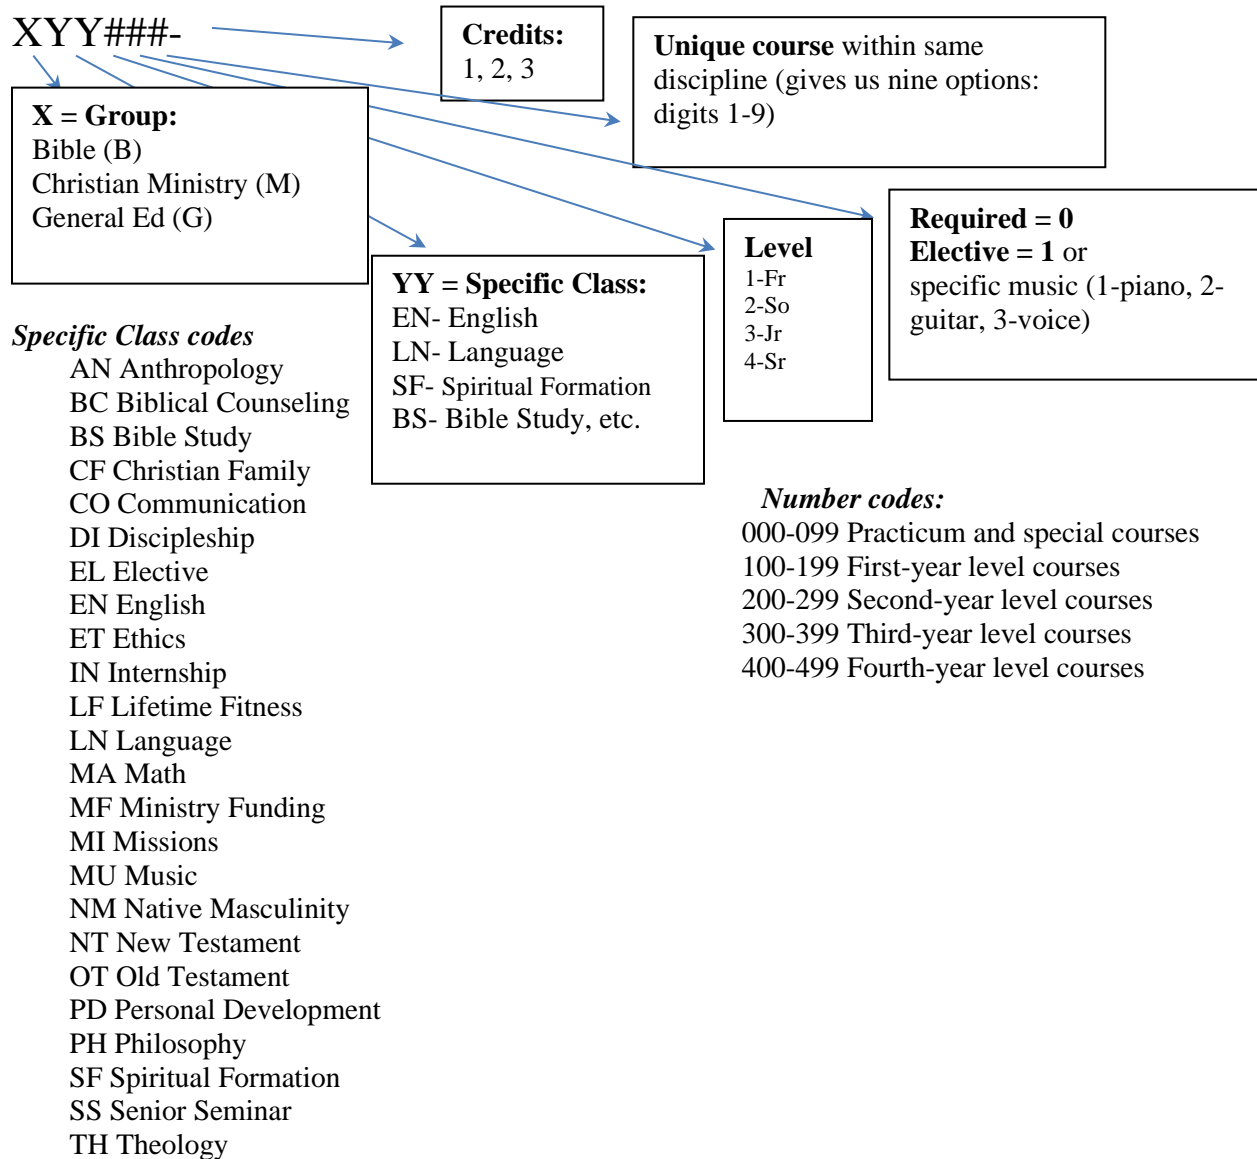 XYY###-
Credits:
1, 2, 3
Unique course within same
discipline (gives us nine options:
digits 1-9)
X = Group:
Bible (B)
Christian Ministry (M)
General Ed (G)
Required = 0
Elective = 1 or
specific music (1-piano, 2-
guitar, 3-voice)
Level
1-Fr
2-So
3-Jr
4-Sr
YY = Specific Class:
EN- English
LN- Language
SF- Spiritual Formation
BS- Bible Study, etc.
Specific Class codes
AN Anthropology
BC Biblical Counseling
BS Bible Study
CF Christian Family
CO Communication
DI Discipleship
EL Elective
EN English
ET Ethics
IN Internship
LF Lifetime Fitness
LN Language
MA Math
MF Ministry Funding
MI Missions
MU Music
NM Native Masculinity
NT New Testament
OT Old Testament
PD Personal Development
PH Philosophy
SF Spiritual Formation
SS Senior Seminar
TH Theology
Number codes:
000-099 Practicum and special courses
100-199 First-year level courses
200-299 Second-year level courses
300-399 Third-year level courses
400-499 Fourth-year level courses